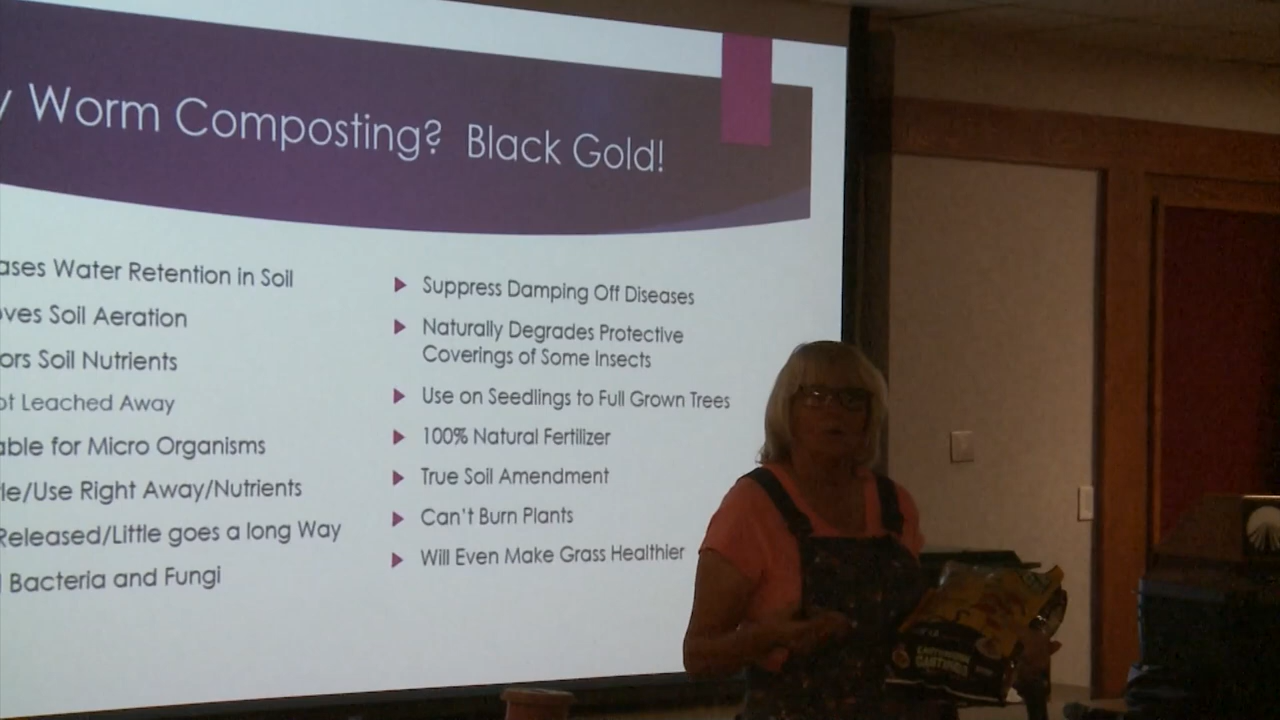 y Worm Composting? Black Gold!
ases Water Retention in Soil
oves Soil Aeration
ors Soil Nutrients
ot Leached Away
able for Micro Organisms
le/Use Right Away/Nutrients
Released/Little goes a long Way
Bacteria and Fungi
Suppress Damping Off Diseases
Naturally Degrades Protective
Coverings of Some Insects
Use on Seedlings to Full Grown Trees
100% Natural Fertilizer
True Soil Amendment
Can't Burn Plants
Will Even Make Grass Healthier
EARTHWORM
CASTINGS